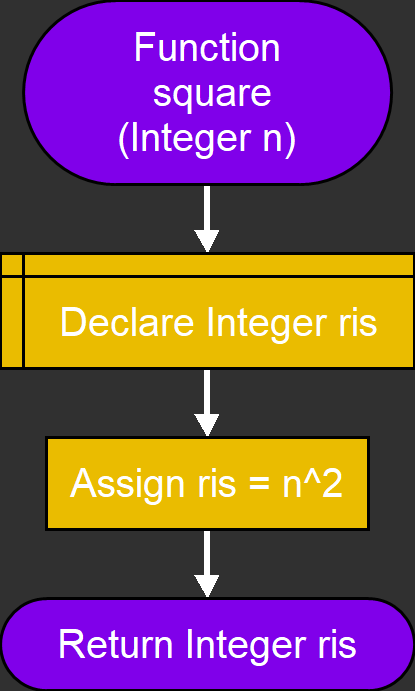 Function
square
(Integer n)
Declare Integer ris
Assign ris = n^2
Return Integer ris